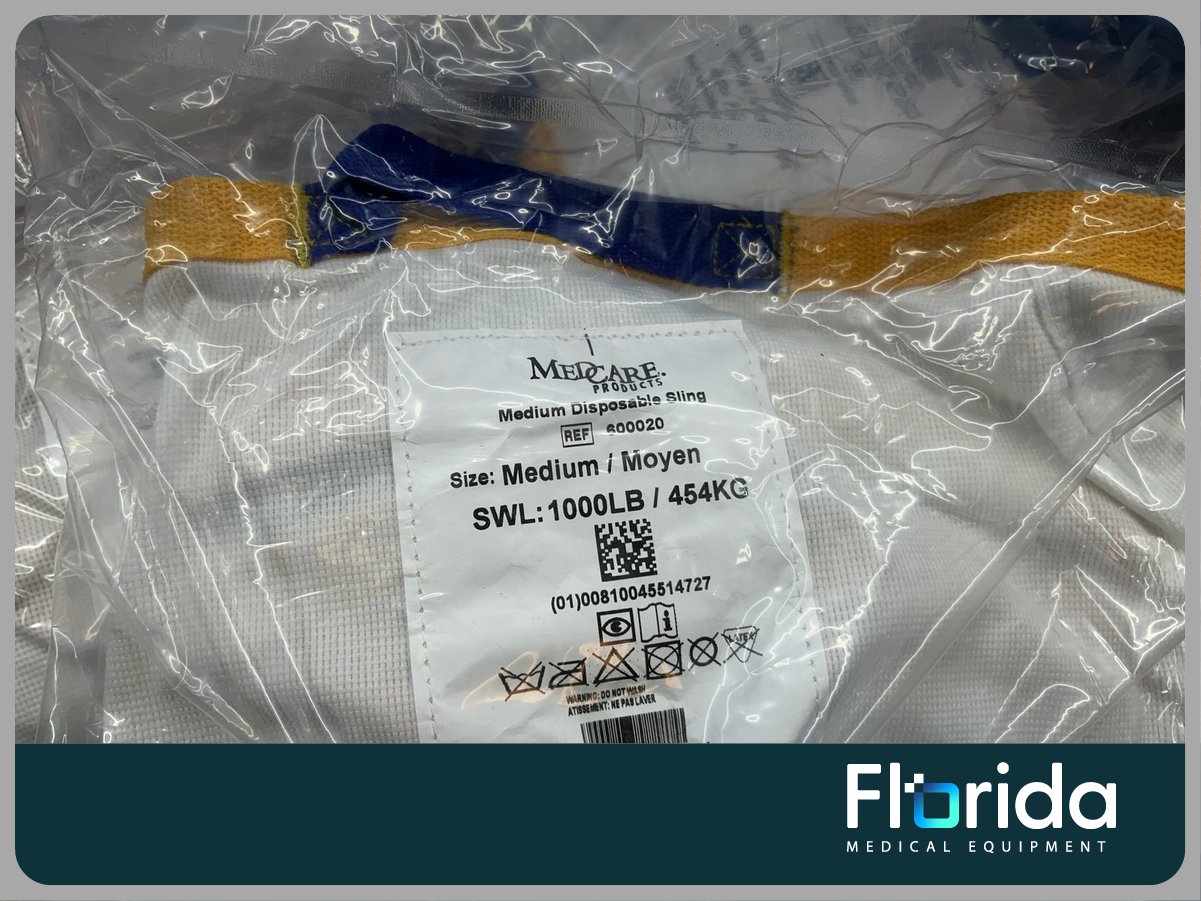 MEDCARE.
PRODUCTS
Medium Disposable Sling
REF 600020
Size: Medium / Moyen
SWL: 1000LB / 454KG
(01)00810045514727
LATEX
WARNING: DO NOT WASH
ATISSEMENT: NE PAS LAVER
Florida
MEDICAL EQUIPMENT